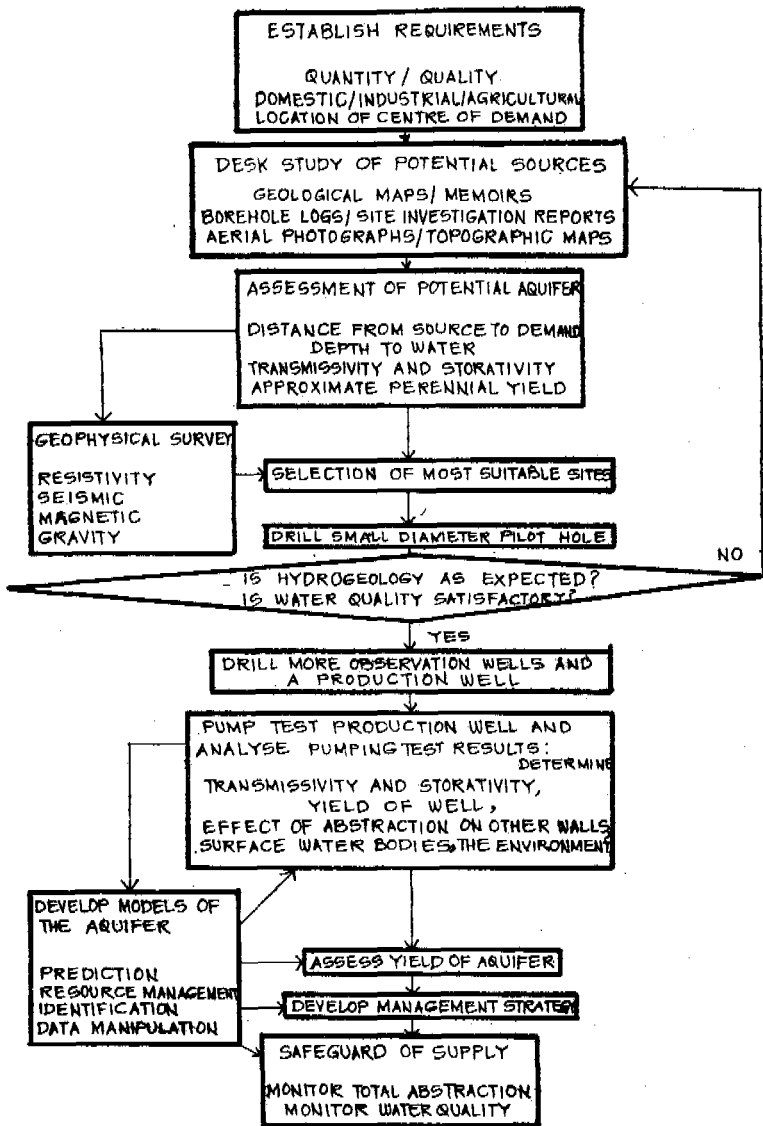 ESTABLISH REQUIREMENTS
QUANTITY / QUALITY
DOMESTIC/INDUSTRIAL/AGRICULTURAL
LOCATION OF CENTRE OF DEMAND
DESK STUDY OF POTENTIAL SOURCES
GEOLOGICAL MAPS/ MEMOIRS
BOREHOLE LOGS/ SITE INVESTIGATION REPORTS
AERIAL PHOTOGRAPHS/TOPOGRAPHIC MAPS
ASSESSMENT OF POTENTIAL AQUIFER
DISTANCE FROM SOURCE TO DEMAND
DEPTH TO WATER
TRANSMISSIVITY AND STORATIVITY
APPROXIMATE PERENNIAL YIELD
GEOPHYSICAL SURVEY
RESISTIVITY
SEISMIC
MAGNETIC
GRAVITY
SELECTION OF MOST SUITABLE SITES
DRILL SMALL DIAMETER PILOT HOLE
NO
IS HYDROGEOLOGY AS EXPECTED?
IS WATER QUALITY SATISFACTORY?
YES
DRILL MORE OBSERVATION WELLS AND
A PRODUCTION WELL
PUMP TEST PRODUCTION WELL AND
ANALYSE PUMPING TEST RESULTS:
DETERMINE
TRANSMISSIVITY AND STORATIVITY,
YIELD OF WELL,
EFFECT OF ABSTRACTION ON OTHER WALLS,
SURFACE WATER BODIES, THE ENVIRONMENT
DEVELOP MODELS OF
THE AQUIFER
PREDICTION
RESOURCE MANAGEMENT
IDENTIFICATION
DATA MANIPULATION
ASSESS YIELD OF AQUIFER
DEVELOP MANAGEMENT STRATEGY
SAFEGUARD OF SUPPLY
MONITOR TOTAL ABSTRACTION
MONITOR WATER QUALITY